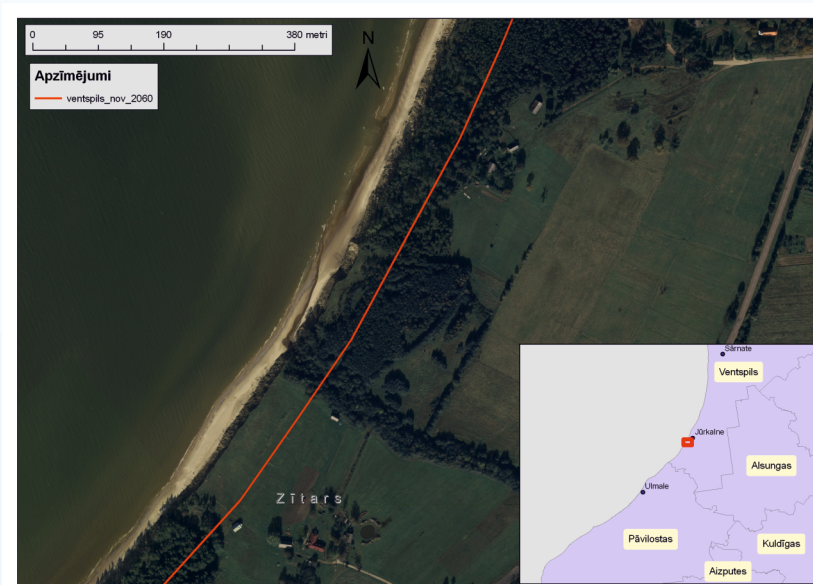 0 95 190 380 metri
N
Apzīmējumi
ventspils_nov_2060
Zītars
Sārnate
Ventspils
Jūrkalne
Alsungas
Ulmale
Pāvilostas
Kuldīgas
Aizputes